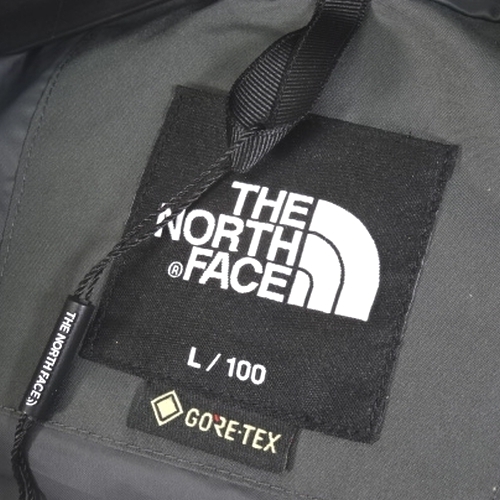 THE
NORTH
®FACE
L / 100
GORE-TEX
THE NORTH FACE